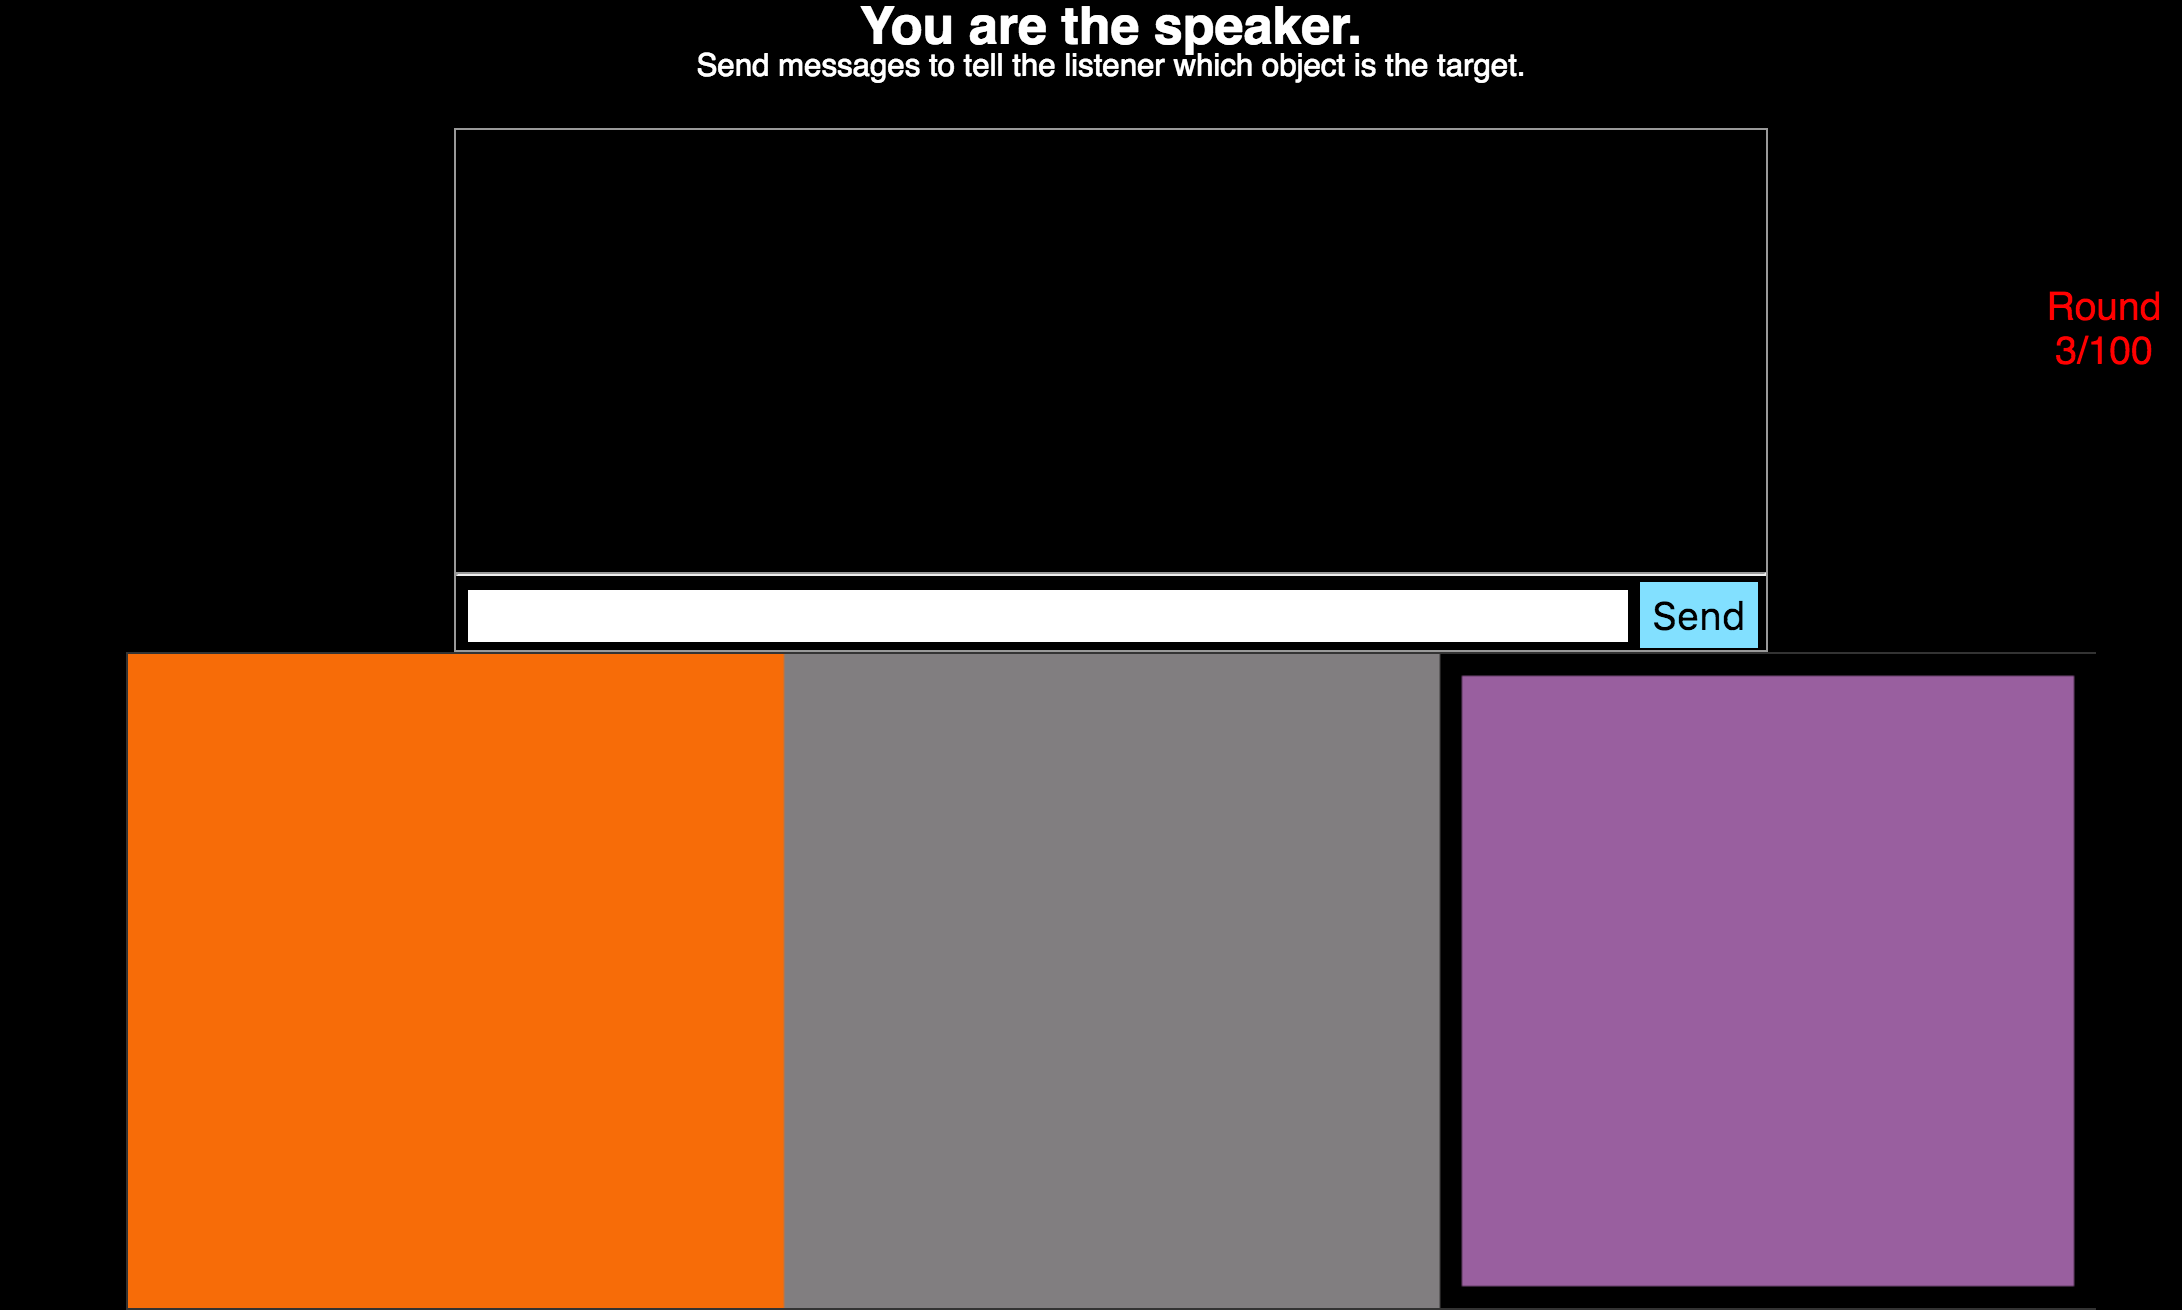 You are the speaker.
Send messages to tell the listener which object is the target.
Round
3/100
Send